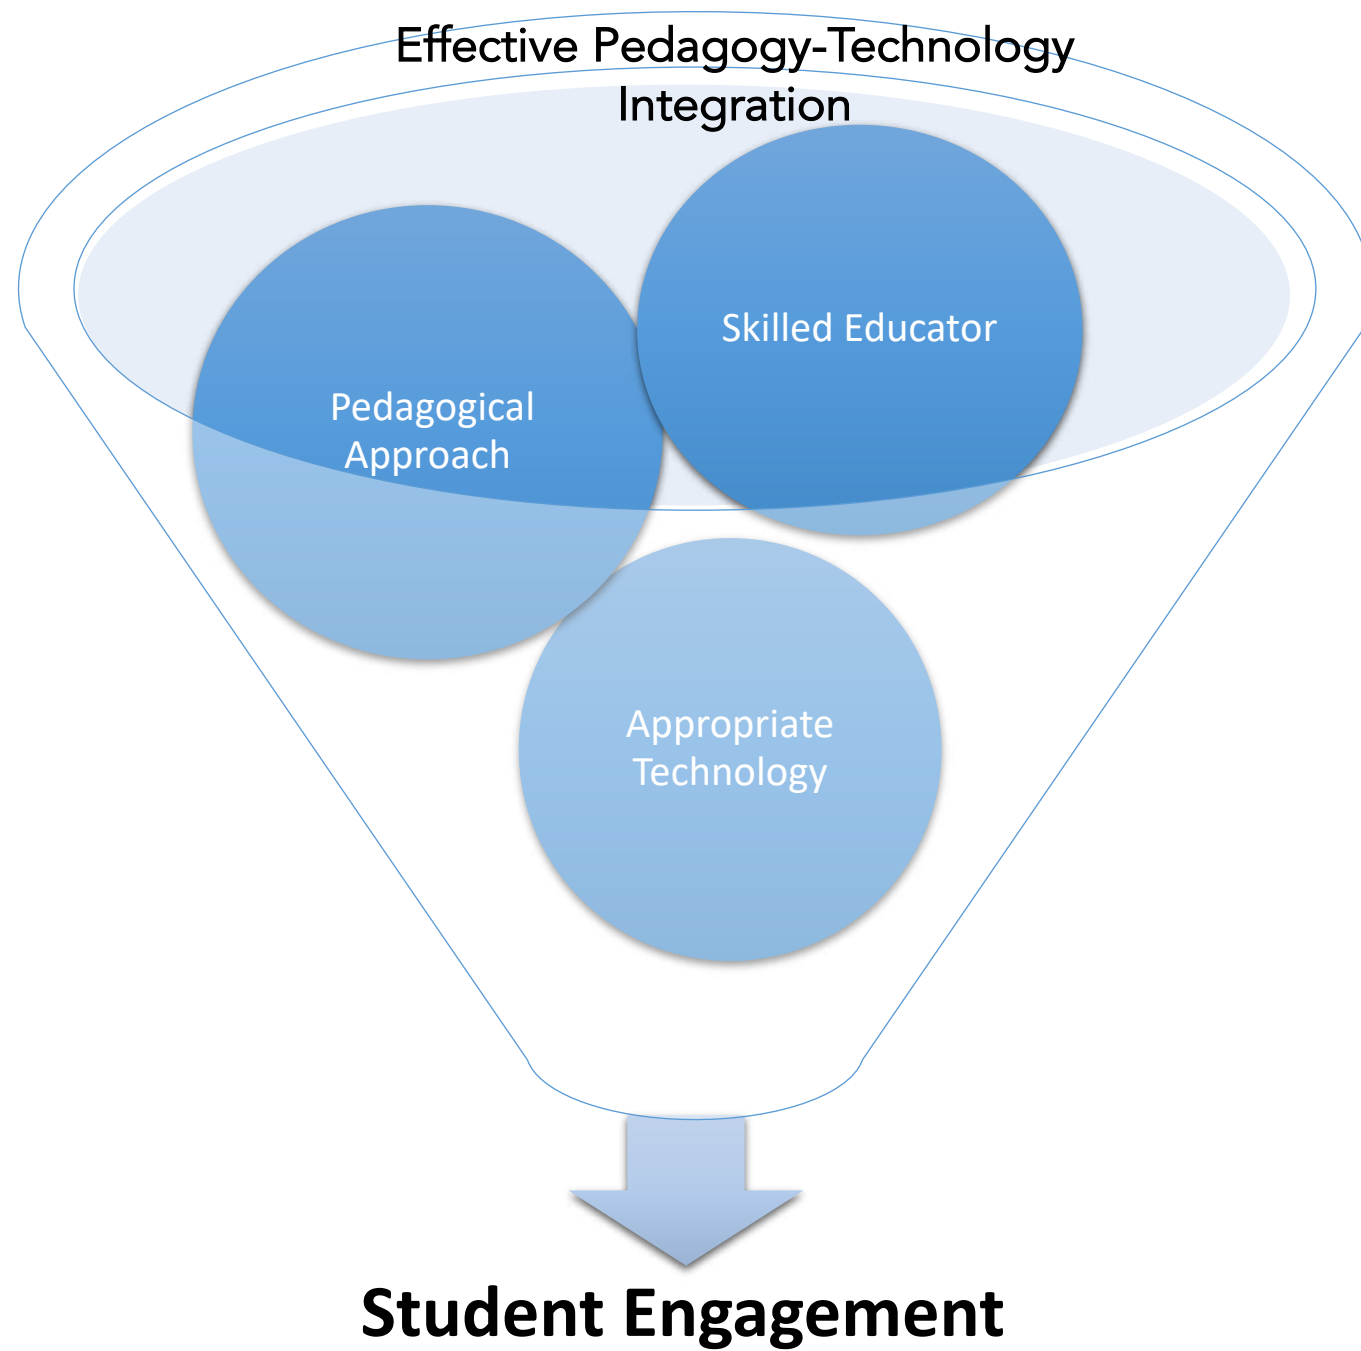 Effective Pedagogy-Technology
Integration
Skilled Educator
Pedagogical
Approach
Appropriate
Technology
Student Engagement